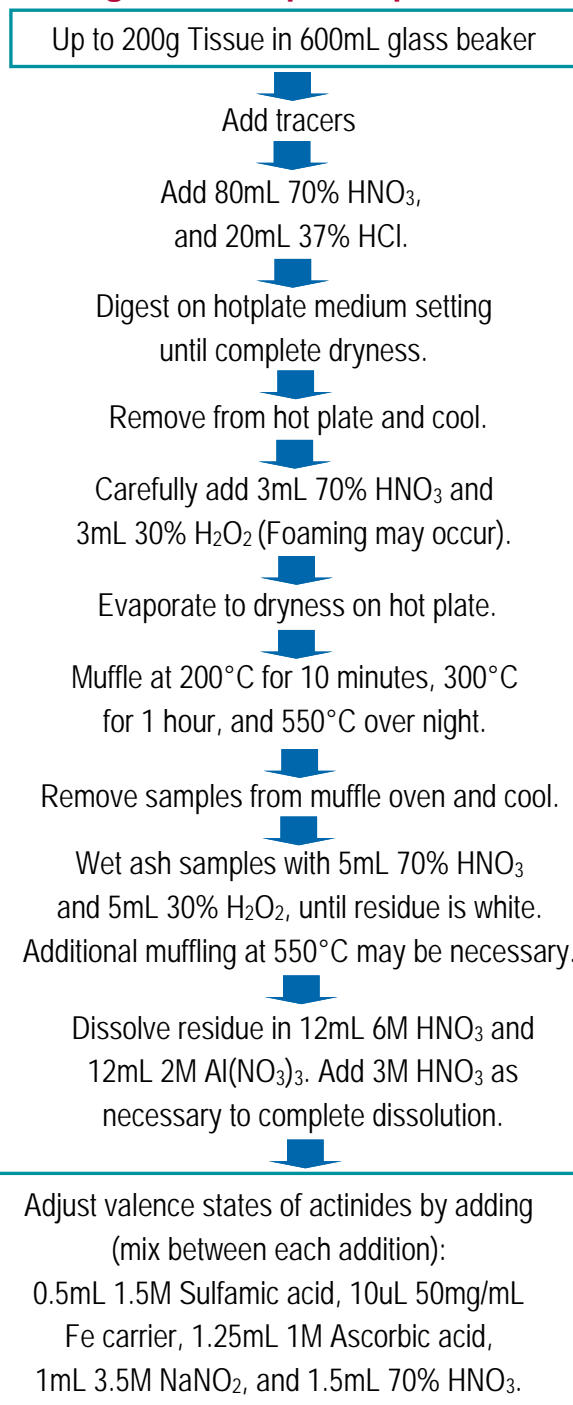 Up to 200g Tissue in 600mL glass beaker
Add tracers
Add 80mL 70% HNO₃,
and 20mL 37% HCl.
Digest on hotplate medium setting
until complete dryness.
Remove from hot plate and cool.
Carefully add 3mL 70% HNO₃ and
3mL 30% H₂O₂ (Foaming may occur).
Evaporate to dryness on hot plate.
Muffle at 200°C for 10 minutes, 300°C
for 1 hour, and 550°C over night.
Remove samples from muffle oven and cool.
Wet ash samples with 5mL 70% HNO₃
and 5mL 30% H₂O₂, until residue is white.
Additional muffling at 550°C may be necessary.
Dissolve residue in 12mL 6M HNO₃ and
12mL 2M Al(NO₃)₃. Add 3M HNO₃ as
necessary to complete dissolution.
Adjust valence states of actinides by adding
(mix between each addition):
0.5mL 1.5M Sulfamic acid, 10uL 50mg/mL
Fe carrier, 1.25mL 1M Ascorbic acid,
1mL 3.5M NaNO₂, and 1.5mL 70% HNO₃.